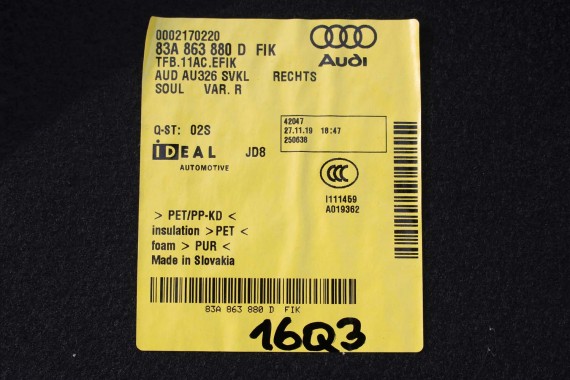 0002170220
83A 863 880 D FIK
TFB.11AC.EFIK
AUD AU326 SVKL RECHTS
SOUL VAR. R
Audi
Q-ST: 02S
42047
27.11.19 18:47
250638
IDEAL JD8
AUTOMOTIVE
CCC
I111459
A019362
> PET/PP-KD <
insulation > PET <
foam > PUR <
Made in Slovakia
83A 863 880 D FIK
16Q3